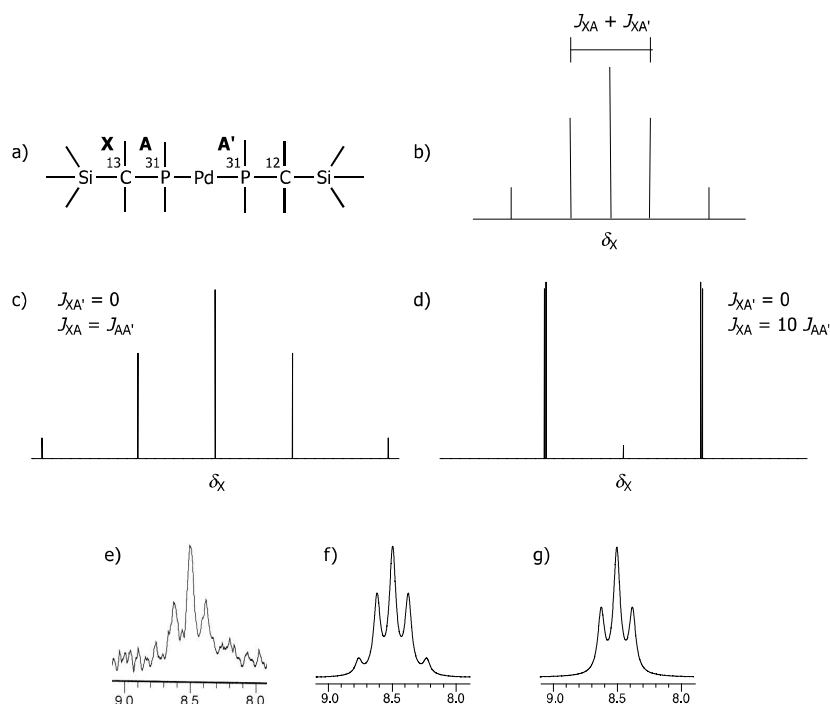 J_XA + J_XA'
a)
X A A'
13 31 31 12
Si C P Pd P C Si
b)
δ_X
c)
J_XA' = 0
J_XA = J_AA'
δ_X
d)
J_XA' = 0
J_XA = 10 J_AA'
δ_X
e)
9.0 8.5 8.0
f)
9.0 8.5 8.0
g)
9.0 8.5 8.0